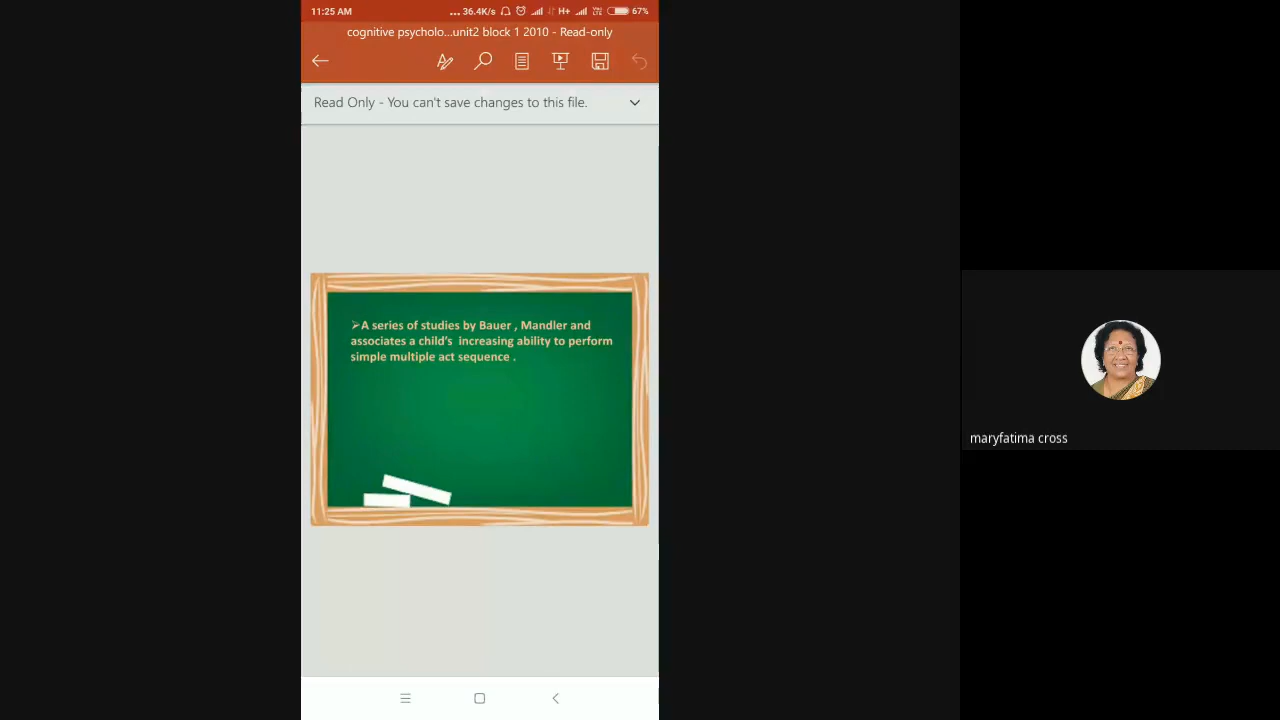 11:25 AM
... 36.4K/s H+ VoLTE 67%
cognitive psycholo...unit2 block 1 2010 - Read-only
Read Only - You can't save changes to this file.
➢A series of studies by Bauer , Mandler and
associates a child's increasing ability to perform
simple multiple act sequence .
maryfatima cross